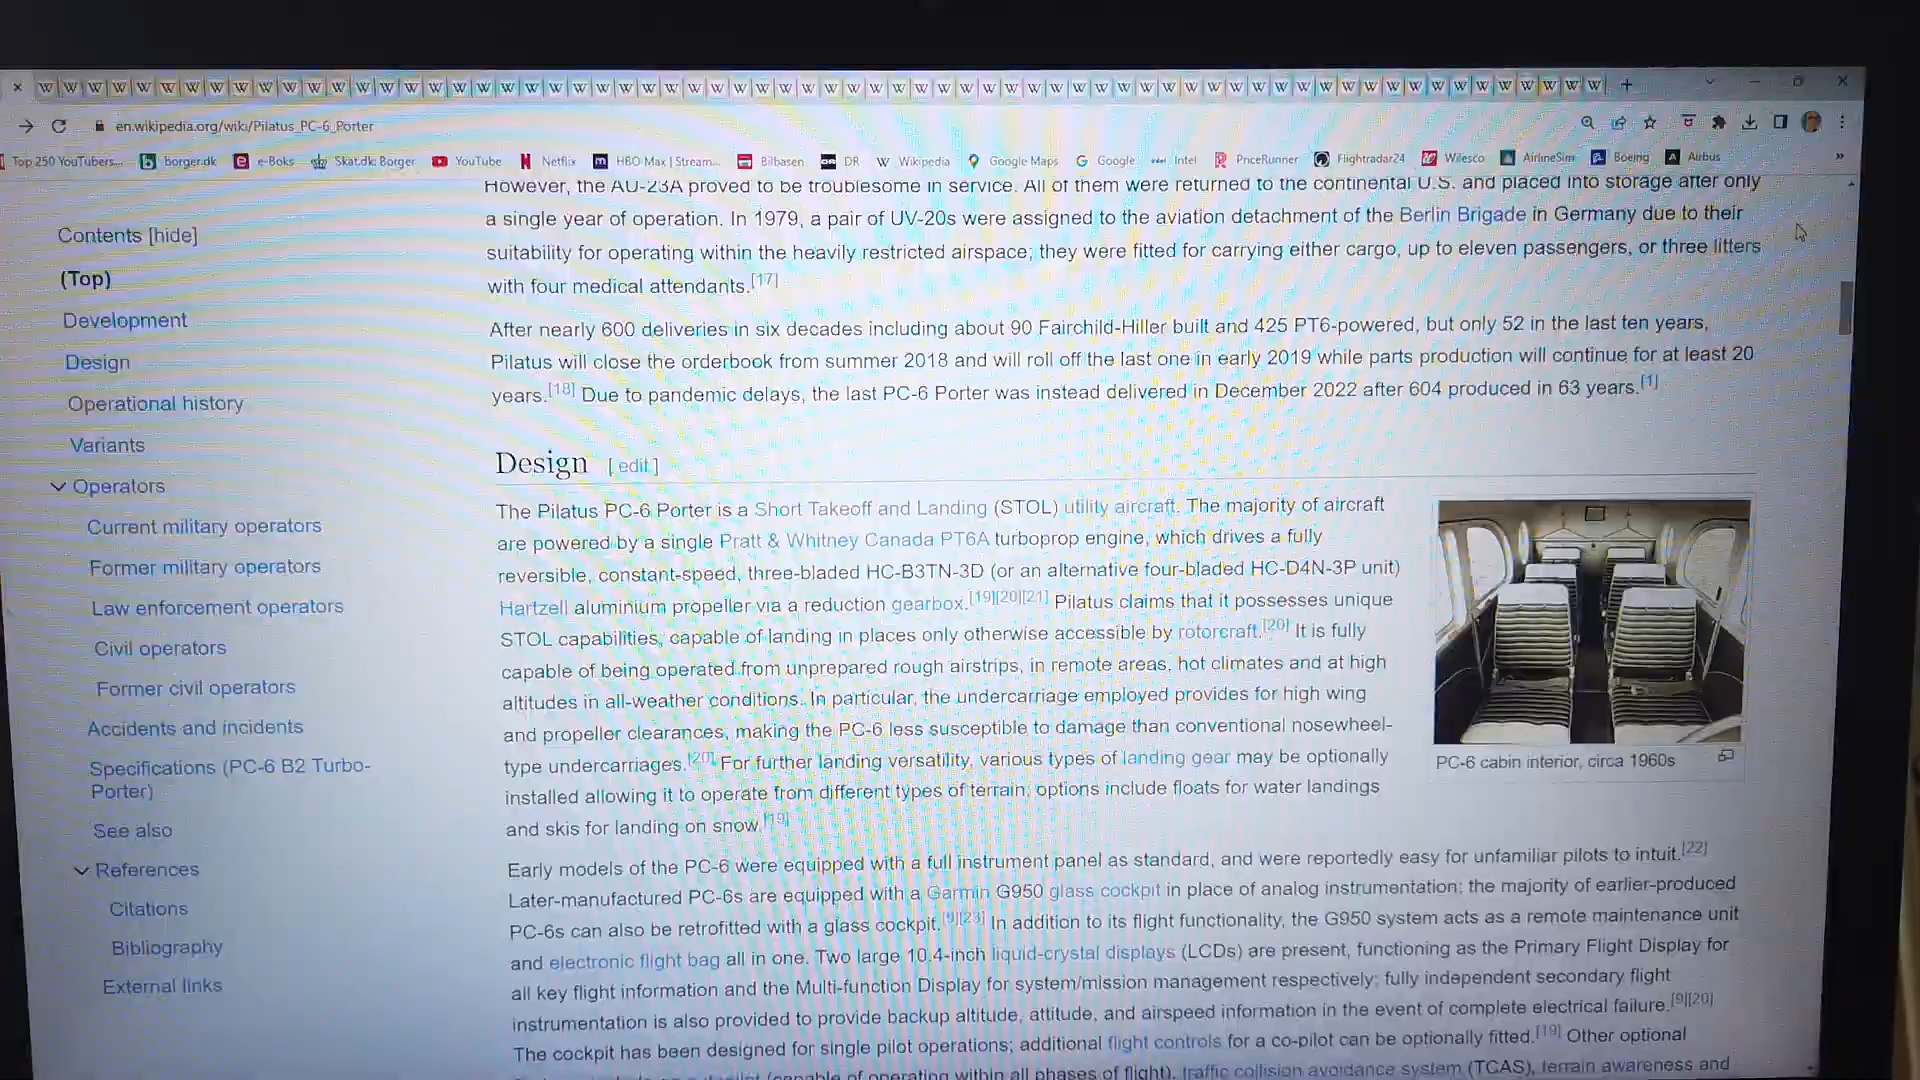 en.wikipedia.org/wiki/Pilatus_PC-6_Porter
Top 250 YouTubers... borger.dk e-Boks Skat.dk: Borger YouTube Netflix HBO Max | Stream... Bilbasen DR Wikipedia Google Maps Google Intel PriceRunner Flightradar24 Wilesco AirlineSim Boeing Airbus »
Contents [hide]
(Top)
Development
Design
Operational history
Variants
Operators
Current military operators
Former military operators
Law enforcement operators
Civil operators
Former civil operators
Accidents and incidents
Specifications (PC-6 B2 Turbo-
Porter)
See also
References
Citations
Bibliography
External links
However, the AU-23A proved to be troublesome in service. All of them were returned to the continental U.S. and placed into storage after only
a single year of operation. In 1979, a pair of UV-20s were assigned to the aviation detachment of the Berlin Brigade in Germany due to their
suitability for operating within the heavily restricted airspace; they were fitted for carrying either cargo, up to eleven passengers, or three litters
with four medical attendants.[17]
After nearly 600 deliveries in six decades including about 90 Fairchild-Hiller built and 425 PT6-powered, but only 52 in the last ten years,
Pilatus will close the orderbook from summer 2018 and will roll off the last one in early 2019 while parts production will continue for at least 20
years.[18] Due to pandemic delays, the last PC-6 Porter was instead delivered in December 2022 after 604 produced in 63 years.[1]
Design [ edit ]
The Pilatus PC-6 Porter is a Short Takeoff and Landing (STOL) utility aircraft. The majority of aircraft
are powered by a single Pratt & Whitney Canada PT6A turboprop engine, which drives a fully
reversible, constant-speed, three-bladed HC-B3TN-3D (or an alternative four-bladed HC-D4N-3P unit)
Hartzell aluminium propeller via a reduction gearbox.[19][20][21] Pilatus claims that it possesses unique
STOL capabilities, capable of landing in places only otherwise accessible by rotorcraft.[20] It is fully
capable of being operated from unprepared rough airstrips, in remote areas, hot climates and at high
altitudes in all-weather conditions. In particular, the undercarriage employed provides for high wing
and propeller clearances, making the PC-6 less susceptible to damage than conventional nosewheel-
type undercarriages.[20] For further landing versatility, various types of landing gear may be optionally
installed allowing it to operate from different types of terrain; options include floats for water landings
and skis for landing on snow.[19]
PC-6 cabin interior, circa 1960s
Early models of the PC-6 were equipped with a full instrument panel as standard, and were reportedly easy for unfamiliar pilots to intuit.[22]
Later-manufactured PC-6s are equipped with a Garmin G950 glass cockpit in place of analog instrumentation; the majority of earlier-produced
PC-6s can also be retrofitted with a glass cockpit.[9][23] In addition to its flight functionality, the G950 system acts as a remote maintenance unit
and electronic flight bag all in one. Two large 10.4-inch liquid-crystal displays (LCDs) are present, functioning as the Primary Flight Display for
all key flight information and the Multi-function Display for system/mission management respectively; fully independent secondary flight
instrumentation is also provided to provide backup altitude, attitude, and airspeed information in the event of complete electrical failure.[9][20]
The cockpit has been designed for single pilot operations; additional flight controls for a co-pilot can be optionally fitted.[19] Other optional
(capable of operating within all phases of flight), traffic collision avoidance system (TCAS), terrain awareness and